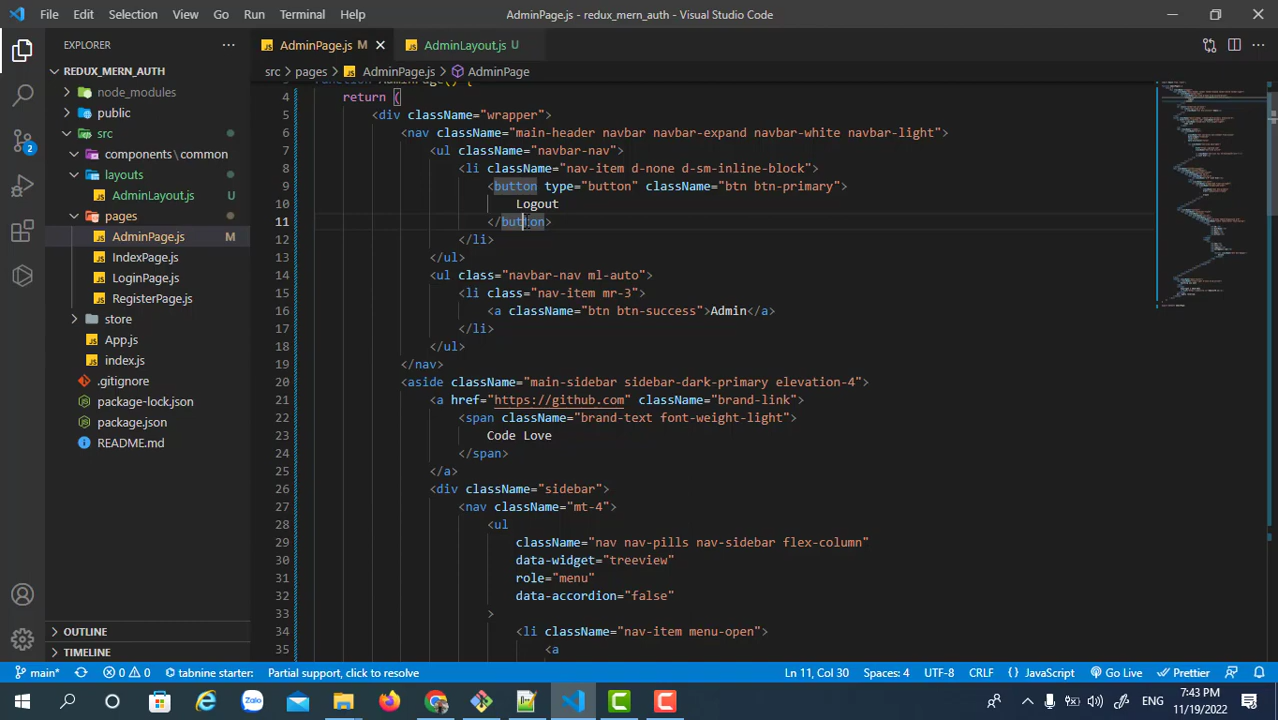 File Edit Selection View Go Run Terminal Help AdminPage.js - redux_mern_auth - Visual Studio Code
EXPLORER
AdminPage.js M
AdminLayout.js U
REDUX_MERN_AUTH
node_modules
public
src
components\common
layouts
AdminLayout.js U
pages
AdminPage.js M
IndexPage.js
LoginPage.js
RegisterPage.js
store
App.js
index.js
.gitignore
package-lock.json
package.json
README.md
OUTLINE
TIMELINE
2
src > pages > AdminPage.js > AdminPage
function AdminPage() {
4 return (
5 <div className="wrapper">
6 <nav className="main-header navbar navbar-expand navbar-white navbar-light">
7 <ul className="navbar-nav">
8 <li className="nav-item d-none d-sm-inline-block">
9 <button type="button" className="btn btn-primary">
10 Logout
11 </button>
12 </li>
13 </ul>
14 <ul class="navbar-nav ml-auto">
15 <li class="nav-item mr-3">
16 <a className="btn btn-success">Admin</a>
17 </li>
18 </ul>
19 </nav>
20 <aside className="main-sidebar sidebar-dark-primary elevation-4">
21 <a href="https://github.com" className="brand-link">
22 <span className="brand-text font-weight-light">
23 Code Love
24 </span>
25 </a>
26 <div className="sidebar">
27 <nav className="mt-4">
28 <ul
29 className="nav nav-pills nav-sidebar flex-column"
30 data-widget="treeview"
31 role="menu"
32 data-accordion="false"
33 >
34 <li className="nav-item menu-open">
35 <a
main* 0 0 tabnine starter: Partial support, click to resolve Ln 11, Col 30 Spaces: 4 UTF-8 CRLF { } JavaScript Go Live Prettier
Zalo ENG 7:43 PM
11/19/2022